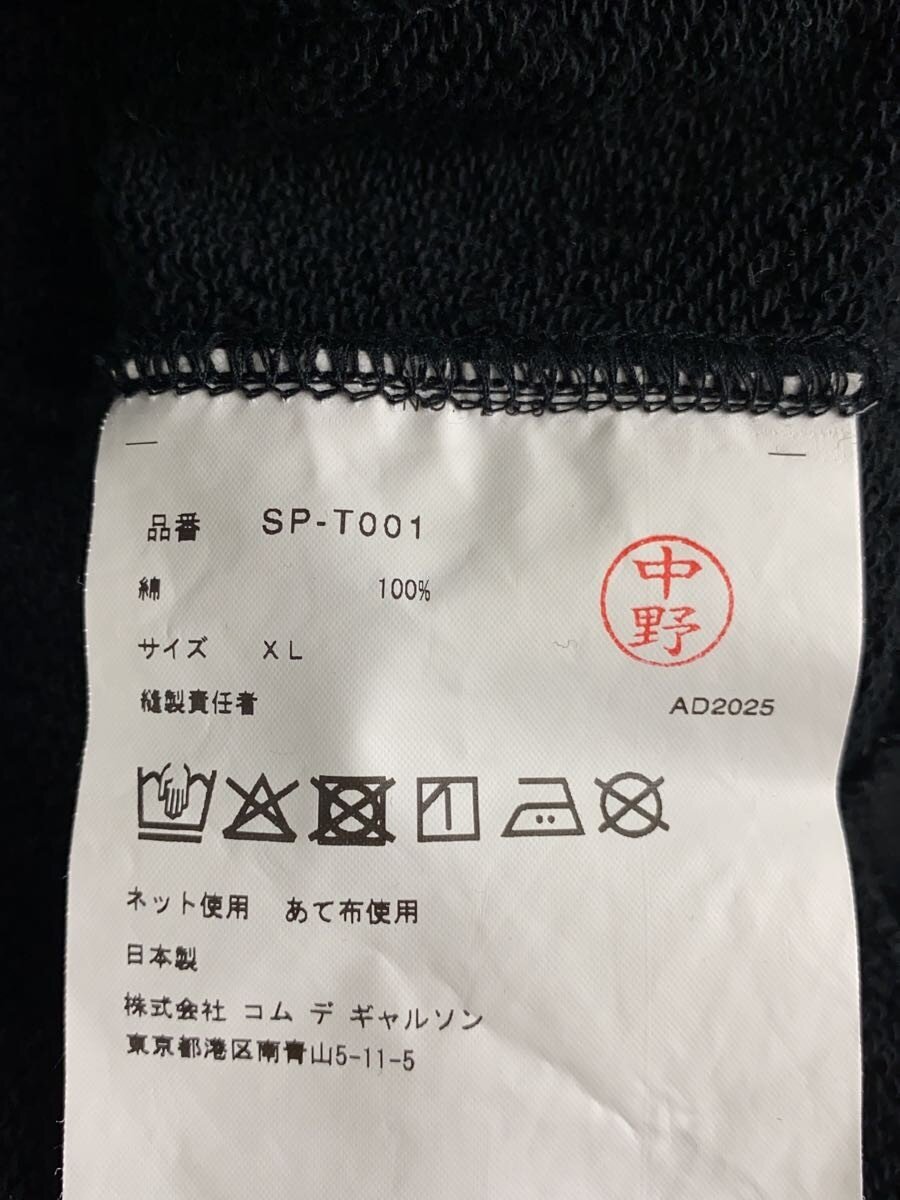 品番 SP-T001
綿 100%
サイズ XL
縫製責任者
中野
AD2025
ネット使用 あて布使用
日本製
株式会社 コム デ ギャルソン
東京都港区南青山5-11-5